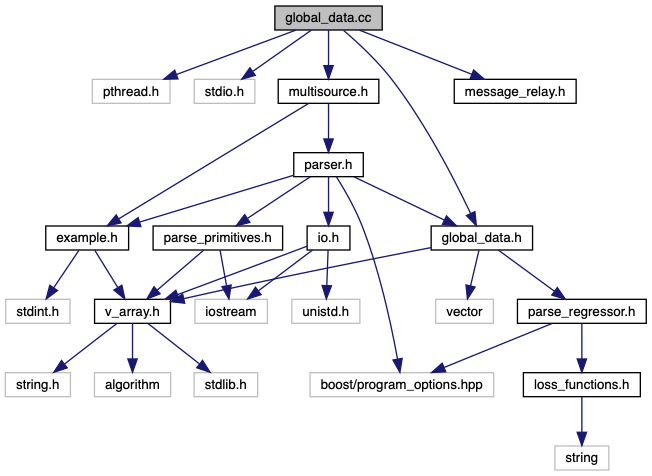 global_data.cc
pthread.h
stdio.h
multisource.h
message_relay.h
parser.h
example.h
parse_primitives.h
io.h
global_data.h
stdint.h
v_array.h
iostream
unistd.h
vector
parse_regressor.h
string.h
algorithm
stdlib.h
boost/program_options.hpp
loss_functions.h
string